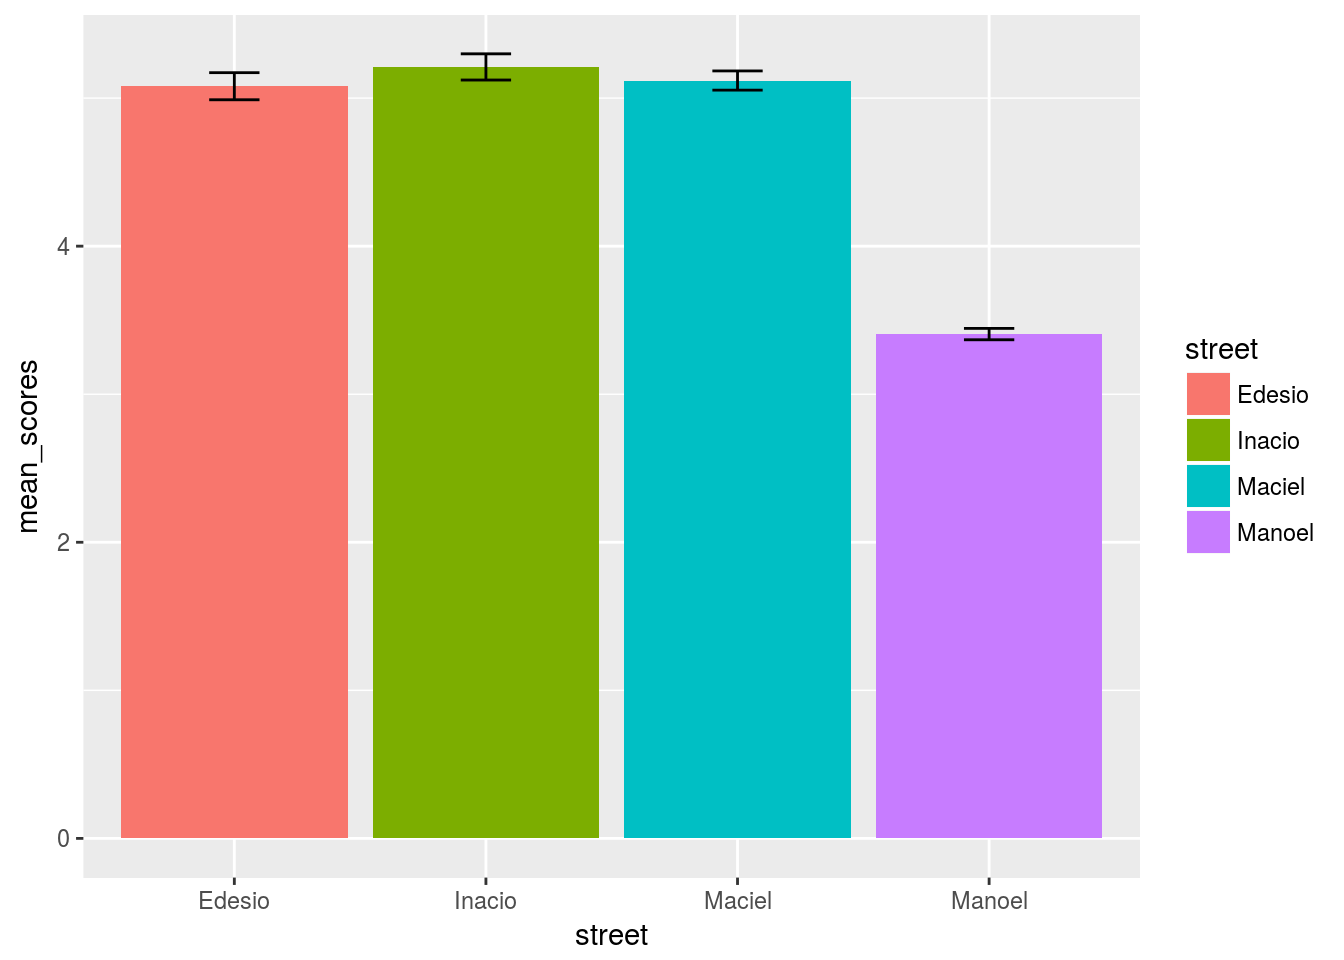 mean_scores
4
2
0
Edesio
Inacio
Maciel
Manoel
street
street
Edesio
Inacio
Maciel
Manoel